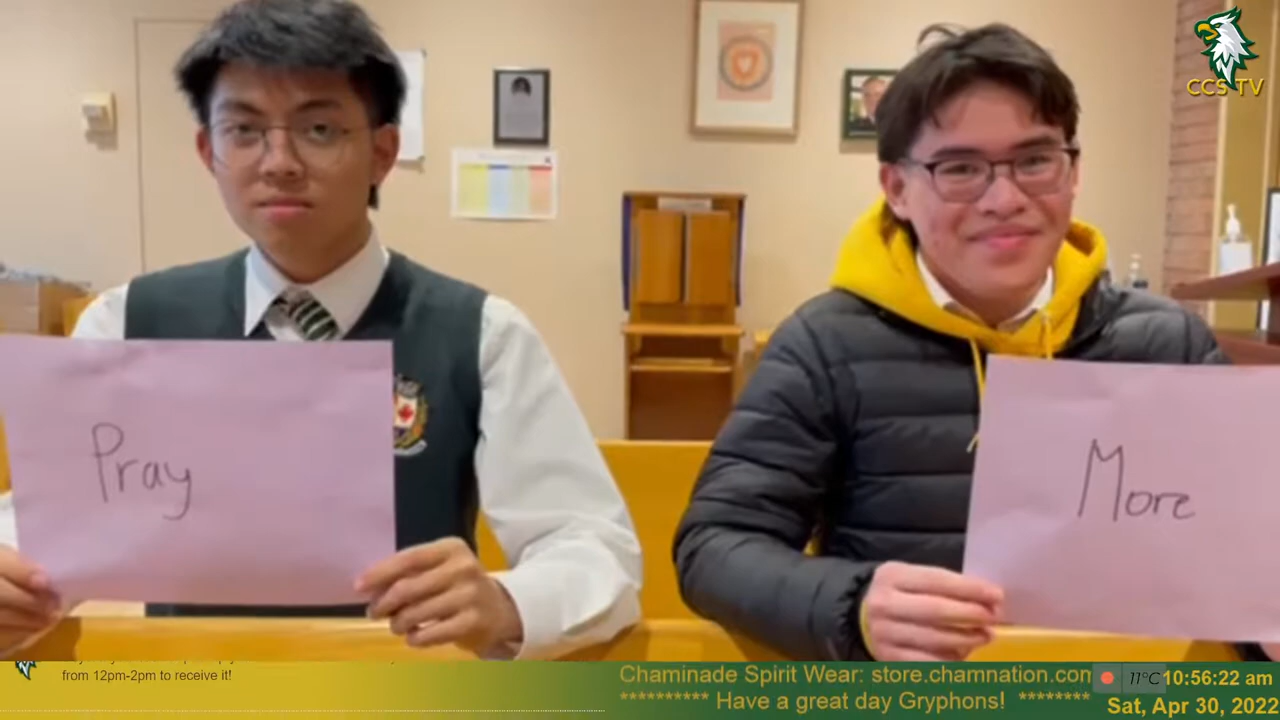 CCS TV
Pray
More
from 12pm-2pm to receive it!
Chaminade Spirit Wear: store.chamnation.com
********** Have a great day Gryphons! ********
11°C
10:56:22 am
Sat, Apr 30, 2022